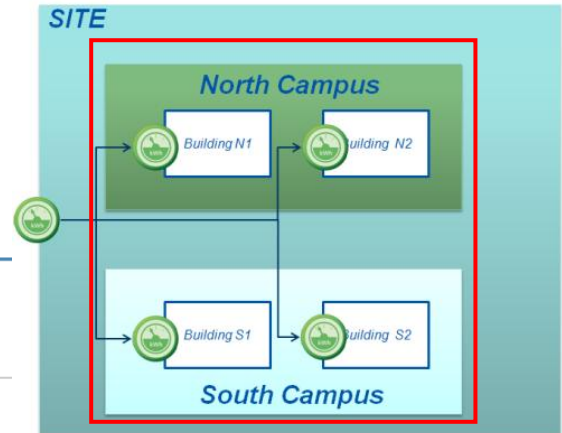 SITE
North Campus
Building N1
uilding N2
Building S1
uilding S2
South Campus